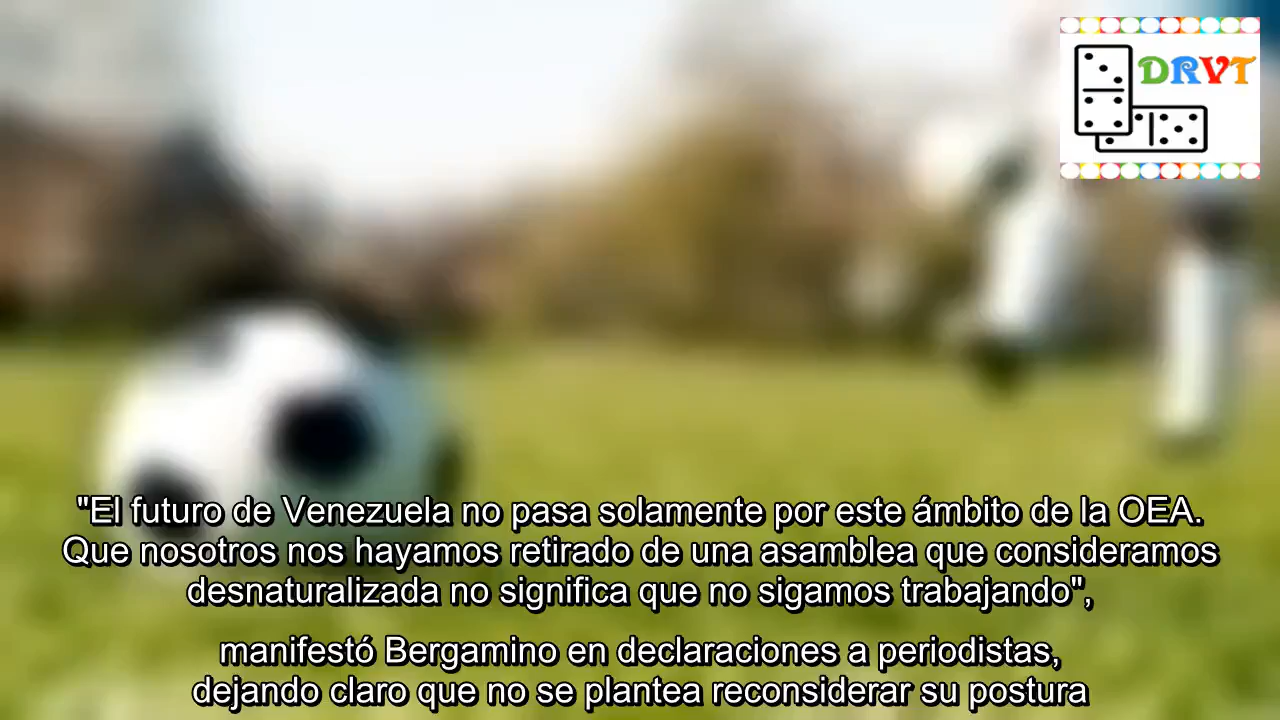 DRVT
"El futuro de Venezuela no pasa solamente por este ámbito de la OEA.
Que nosotros nos hayamos retirado de una asamblea que consideramos
desnaturalizada no significa que no sigamos trabajando",
manifestó Bergamino en declaraciones a periodistas,
dejando claro que no se plantea reconsiderar su postura